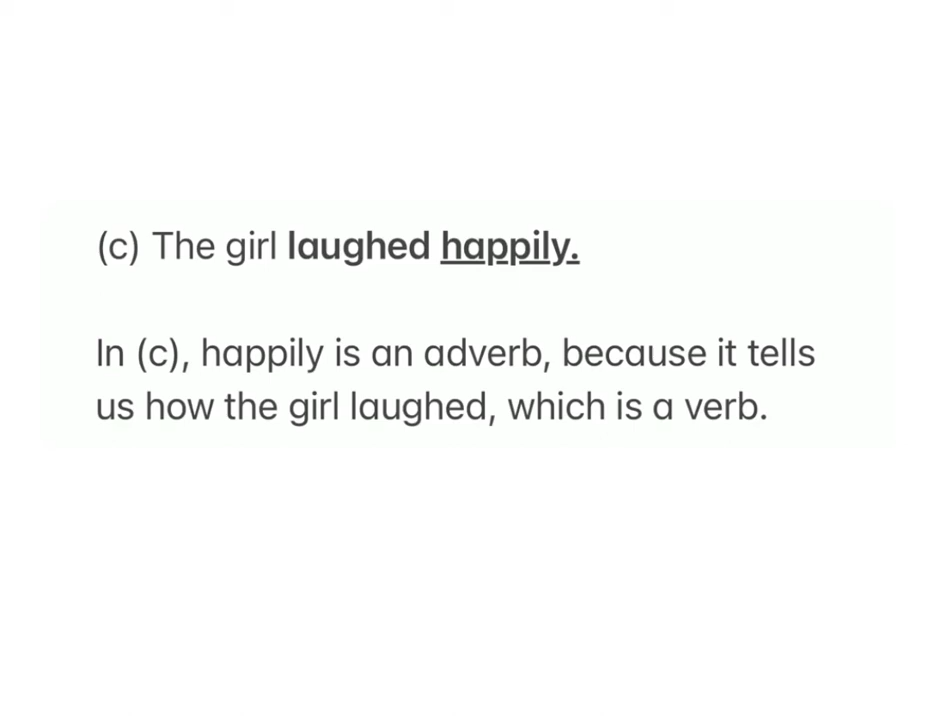 (c) The girl laughed happily.
In (c), happily is an adverb, because it tells
us how the girl laughed, which is a verb.